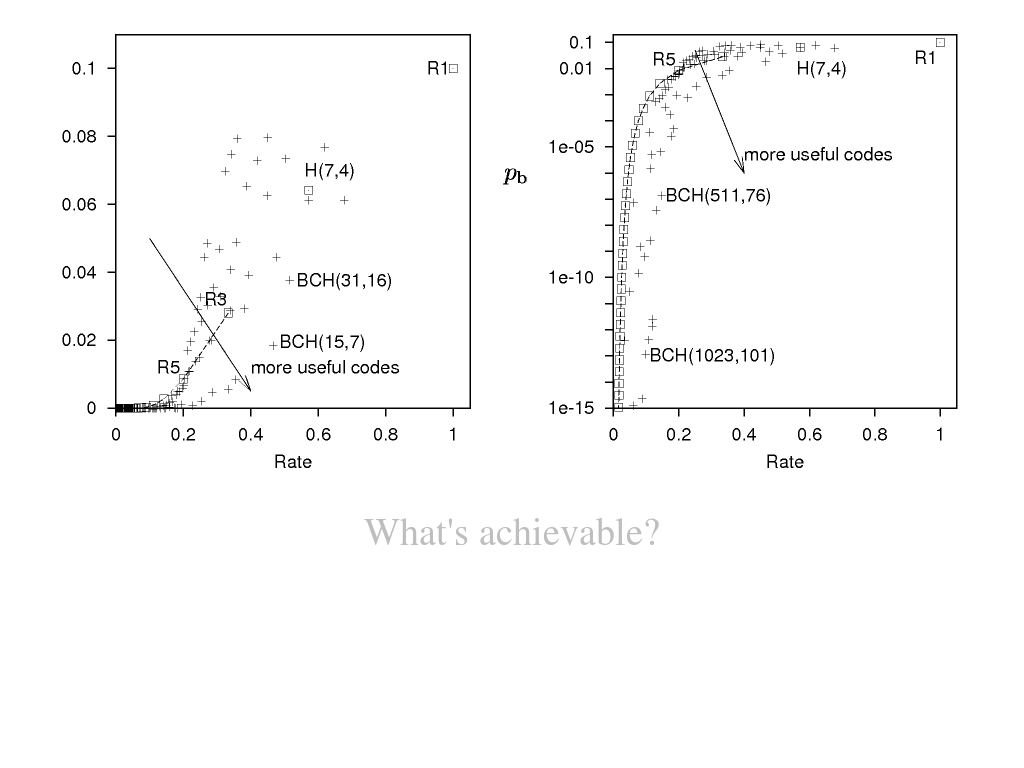 0.1
0.08
0.06
0.04
0.02
0
0 0.2 0.4 0.6 0.8 1
Rate
R1
H(7,4)
BCH(31,16)
R3
BCH(15,7)
R5
more useful codes
p_b
0.1
0.01
1e-05
1e-10
1e-15
0 0.2 0.4 0.6 0.8 1
Rate
R5
H(7,4)
R1
more useful codes
BCH(511,76)
BCH(1023,101)
What's achievable?